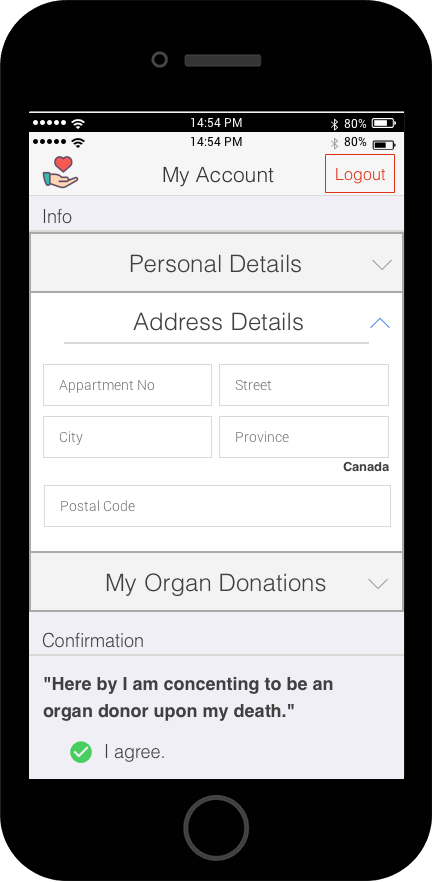 14:54 PM 80%
14:54 PM 80%
My Account Logout
Info
Personal Details
Address Details
Appartment No Street
City Province
Canada
Postal Code
My Organ Donations
Confirmation
"Here by I am concenting to be an
organ donor upon my death."
I agree.